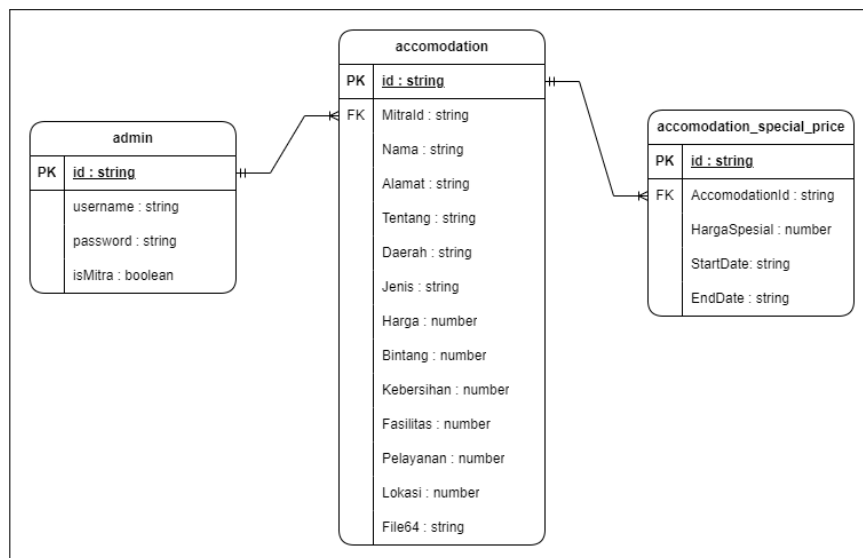 admin
PK id : string
username : string
password : string
isMitra : boolean
accomodation
PK id : string
FK MitraId : string
Nama : string
Alamat : string
Tentang : string
Daerah : string
Jenis : string
Harga : number
Bintang : number
Kebersihan : number
Fasilitas : number
Pelayanan : number
Lokasi : number
File64 : string
accomodation_special_price
PK id : string
FK AccomodationId : string
HargaSpesial : number
StartDate: string
EndDate : string